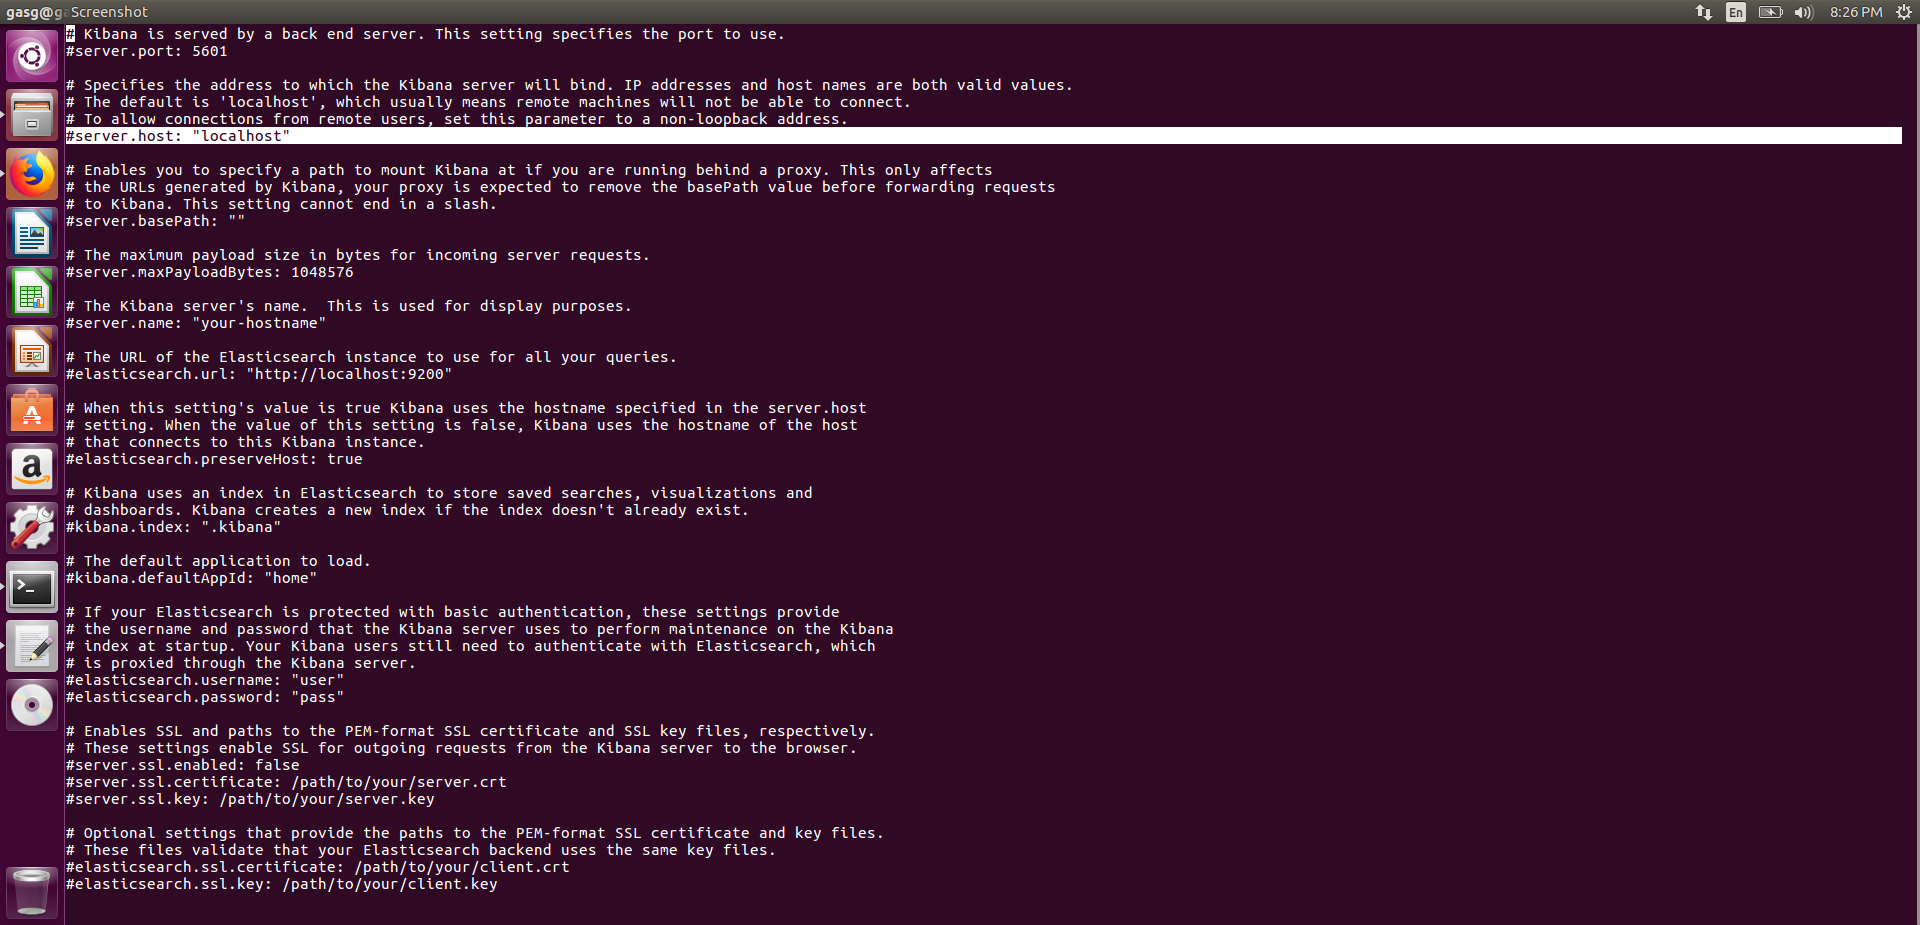 gasg@g Screenshot
En
8:26 PM
# Kibana is served by a back end server. This setting specifies the port to use.
#server.port: 5601
# Specifies the address to which the Kibana server will bind. IP addresses and host names are both valid values.
# The default is 'localhost', which usually means remote machines will not be able to connect.
# To allow connections from remote users, set this parameter to a non-loopback address.
#server.host: "localhost"
# Enables you to specify a path to mount Kibana at if you are running behind a proxy. This only affects
# the URLs generated by Kibana, your proxy is expected to remove the basePath value before forwarding requests
# to Kibana. This setting cannot end in a slash.
#server.basePath: ""
# The maximum payload size in bytes for incoming server requests.
#server.maxPayloadBytes: 1048576
# The Kibana server's name.  This is used for display purposes.
#server.name: "your-hostname"
# The URL of the Elasticsearch instance to use for all your queries.
#elasticsearch.url: "http://localhost:9200"
# When this setting's value is true Kibana uses the hostname specified in the server.host
# setting. When the value of this setting is false, Kibana uses the hostname of the host
# that connects to this Kibana instance.
#elasticsearch.preserveHost: true
# Kibana uses an index in Elasticsearch to store saved searches, visualizations and
# dashboards. Kibana creates a new index if the index doesn't already exist.
#kibana.index: ".kibana"
# The default application to load.
#kibana.defaultAppId: "home"
# If your Elasticsearch is protected with basic authentication, these settings provide
# the username and password that the Kibana server uses to perform maintenance on the Kibana
# index at startup. Your Kibana users still need to authenticate with Elasticsearch, which
# is proxied through the Kibana server.
#elasticsearch.username: "user"
#elasticsearch.password: "pass"
# Enables SSL and paths to the PEM-format SSL certificate and SSL key files, respectively.
# These settings enable SSL for outgoing requests from the Kibana server to the browser.
#server.ssl.enabled: false
#server.ssl.certificate: /path/to/your/server.crt
#server.ssl.key: /path/to/your/server.key
# Optional settings that provide the paths to the PEM-format SSL certificate and key files.
# These files validate that your Elasticsearch backend uses the same key files.
#elasticsearch.ssl.certificate: /path/to/your/client.crt
#elasticsearch.ssl.key: /path/to/your/client.key